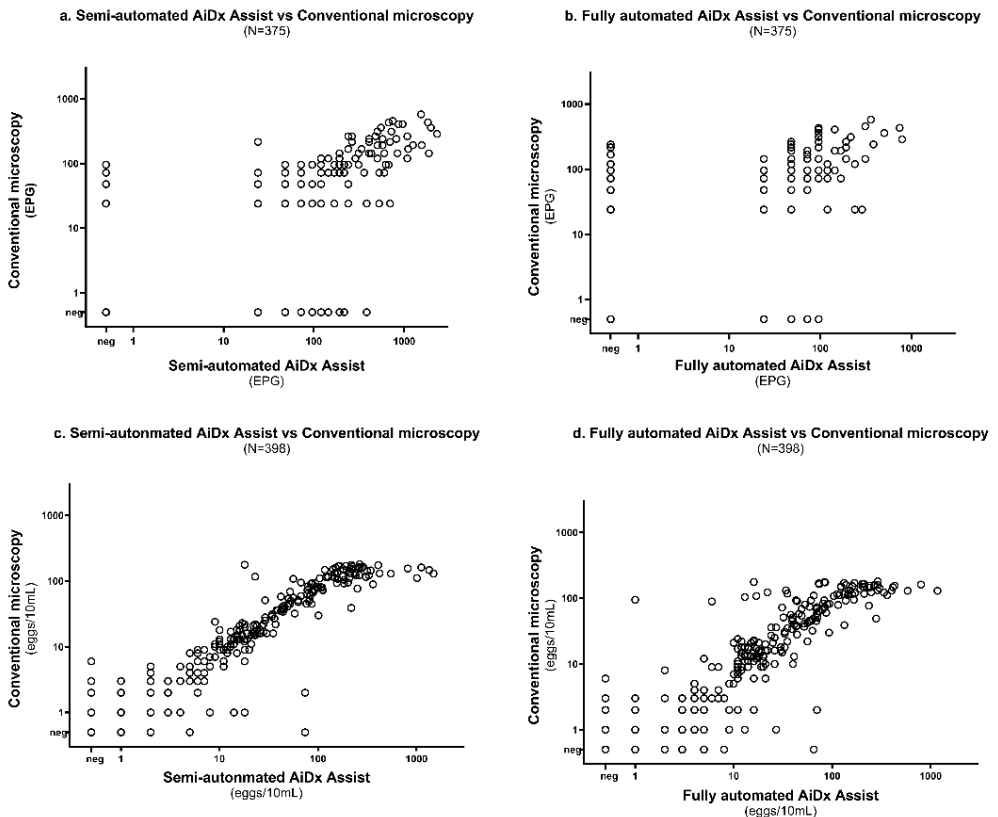 a. Semi-automated AiDx Assist vs Conventional microscopy
(N=375)
Conventional microscopy
(EPG)
1000
100
10
1
neg
neg 1 10 100 1000
Semi-automated AiDx Assist
(EPG)
b. Fully automated AiDx Assist vs Conventional microscopy
(N=375)
Conventional microscopy
(EPG)
1000
100
10
1
neg
neg 1 10 100 1000
Fully automated AiDx Assist
(EPG)
c. Semi-autonmated AiDx Assist vs Conventional microscopy
(N=398)
Conventional microscopy
(eggs/10mL)
1000
100
10
1
neg
neg 1 10 100 1000
Semi-autonmated AiDx Assist
(eggs/10mL)
d. Fully automated AiDx Assist vs Conventional microscopy
(N=398)
Conventional microscopy
(eggs/10mL)
1000
100
10
1
neg
neg 1 10 100 1000
Fully automated AiDx Assist
(eggs/10mL)